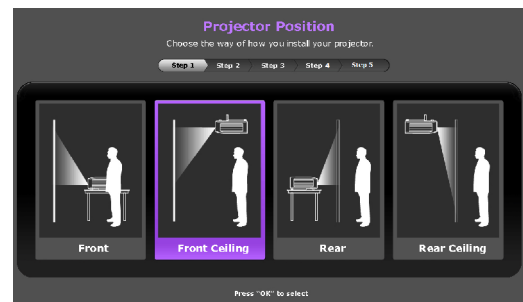 Projector Position
Choose the way of how you install your projector.
Step 1 Step 2 Step 3 Step 4 Step 5
Front Front Ceiling Rear Rear Ceiling
Press "OK" to select